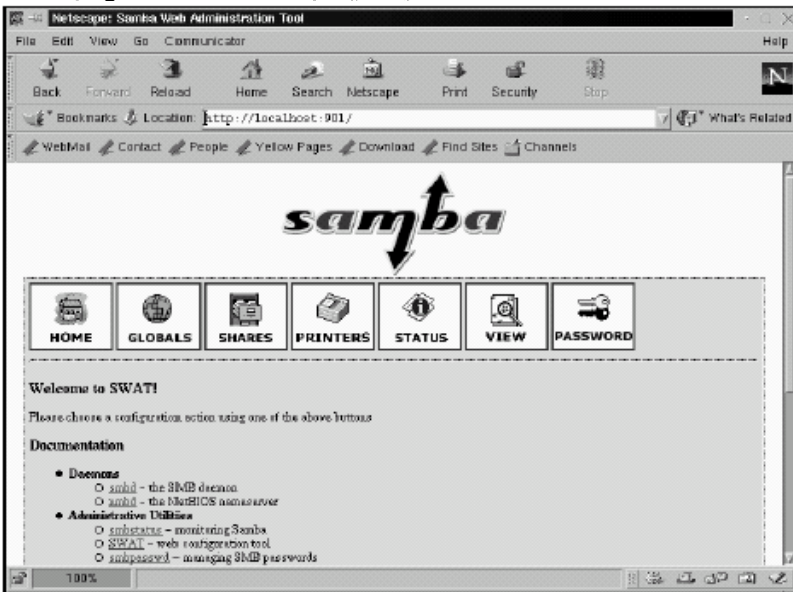 Netscape: Samba Web Administration Tool
File Edit View Go Communicator Help
Back Forward Reload Home Search Netscape Print Security Stop
N
Bookmarks Location: http://localhost:901/ What's Related
WebMail Contact People Yellow Pages Download Find Sites Channels
samba
HOME GLOBALS SHARES PRINTERS STATUS VIEW PASSWORD
Welcome to SWAT!
Please choose a configuration action using one of the above buttons
Documentation
Daemons
smbd - the SMB daemon
nmbd - the NetBIOS nameserver
Administrative Utilities
smbstatus - monitoring Samba
SWAT - web configuration tool
smbpasswd - managing SMB passwords
100%